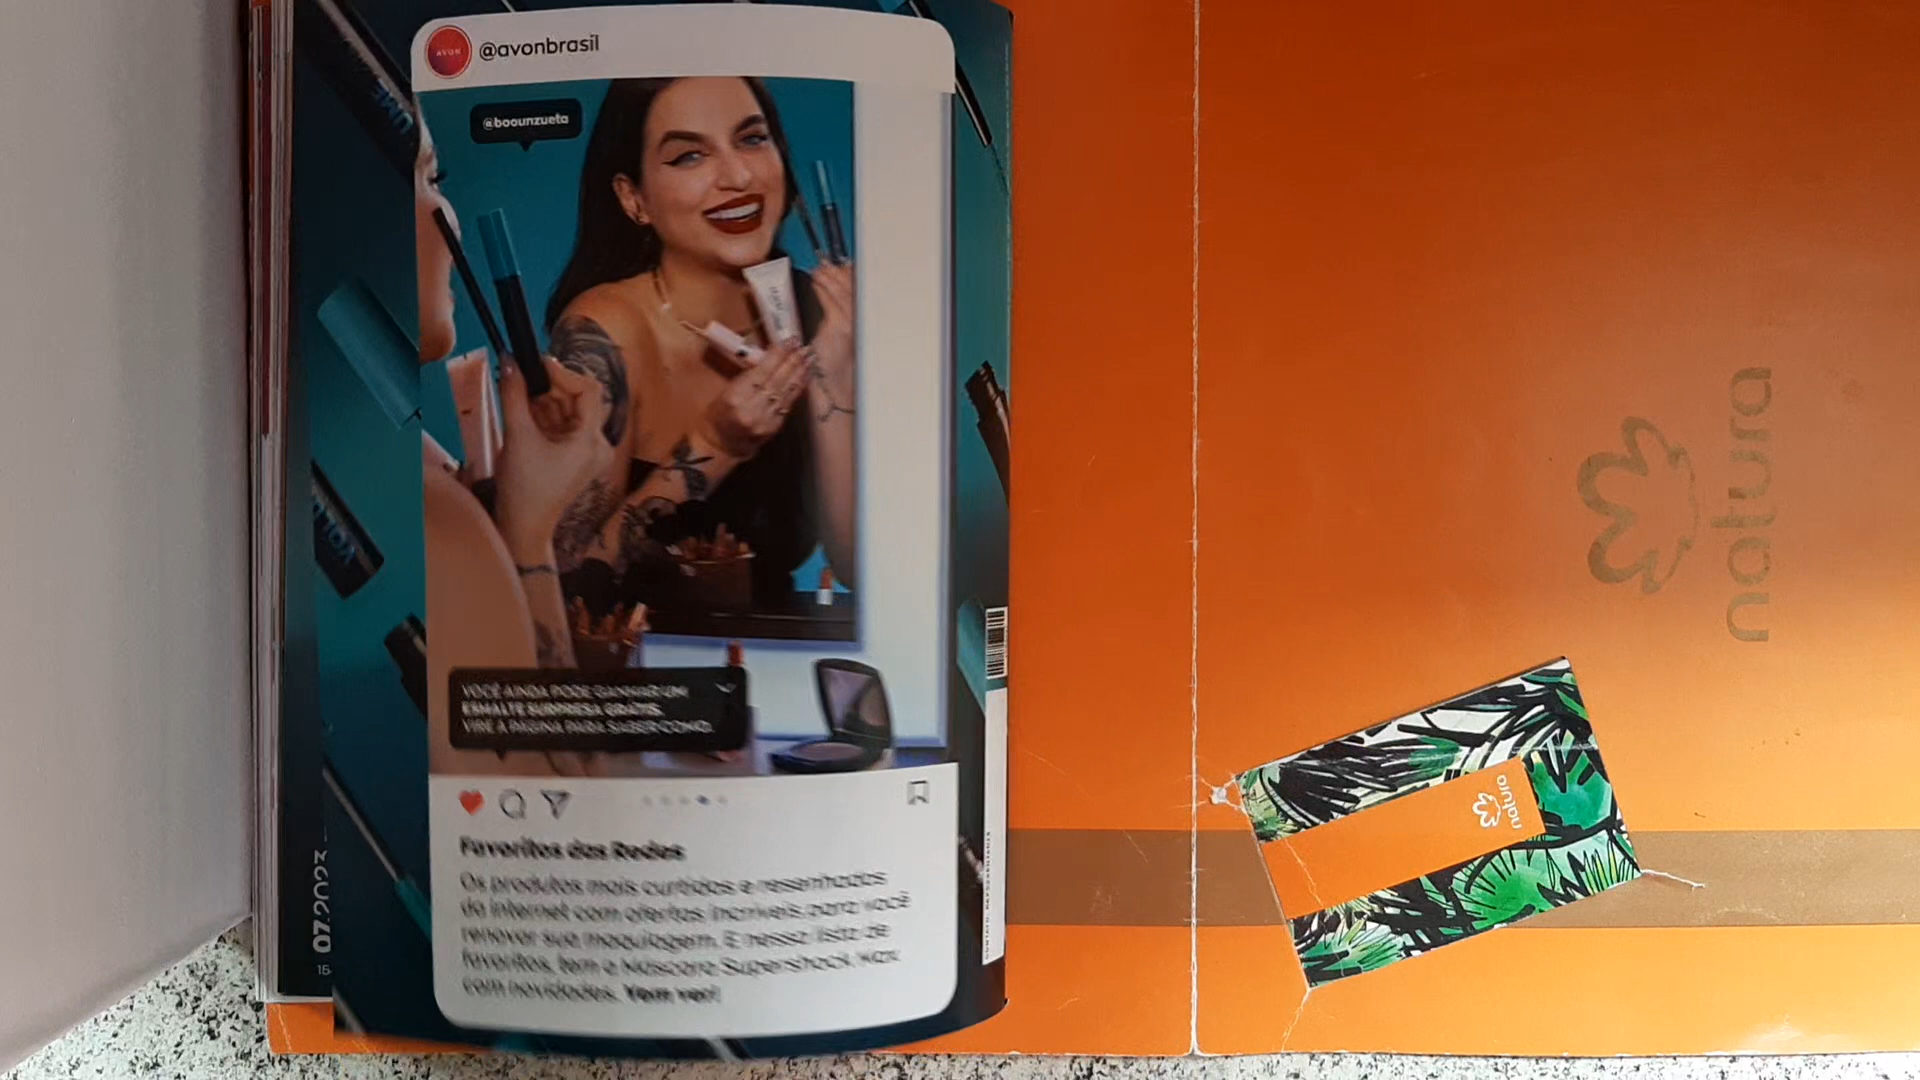 AVON
@avonbrasil
@boounzueta
VOCÊ AINDA PODE GANHAR UM
ESMALTE SURPRESA GRÁTIS.
VIRE A PÁGINA PARA SABER COMO.
Favoritos das Redes
Os produtos mais curtidos e resenhados
da internet com ofertas incríveis para você
renovar sua maquiagem. E nessa lista de
favoritos, tem a Máscara Supershock Max
com novidades. Vem ver!
07.2023
natura
natura